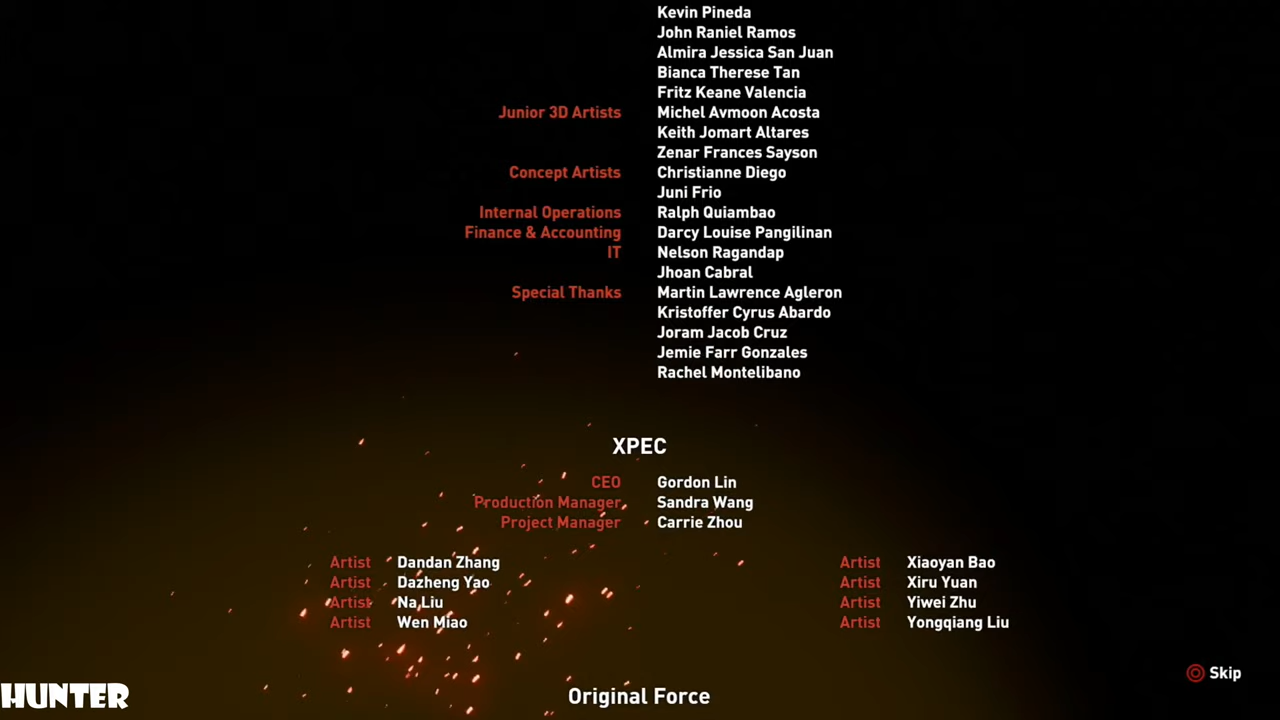 Kevin Pineda
John Raniel Ramos
Almira Jessica San Juan
Bianca Therese Tan
Fritz Keane Valencia
Junior 3D Artists Michel Avmoon Acosta
Keith Jomart Altares
Zenar Frances Sayson
Concept Artists Christianne Diego
Juni Frio
Internal Operations Ralph Quiambao
Finance & Accounting Darcy Louise Pangilinan
IT Nelson Ragandap
Jhoan Cabral
Special Thanks Martin Lawrence Agleron
Kristoffer Cyrus Abardo
Joram Jacob Cruz
Jemie Farr Gonzales
Rachel Montelibano
XPEC
CEO Gordon Lin
Production Manager Sandra Wang
Project Manager Carrie Zhou
Artist Dandan Zhang Artist Xiaoyan Bao
Artist Dazheng Yao Artist Xiru Yuan
Artist Na Liu Artist Yiwei Zhu
Artist Wen Miao Artist Yongqiang Liu
Skip
HUNTER
Original Force